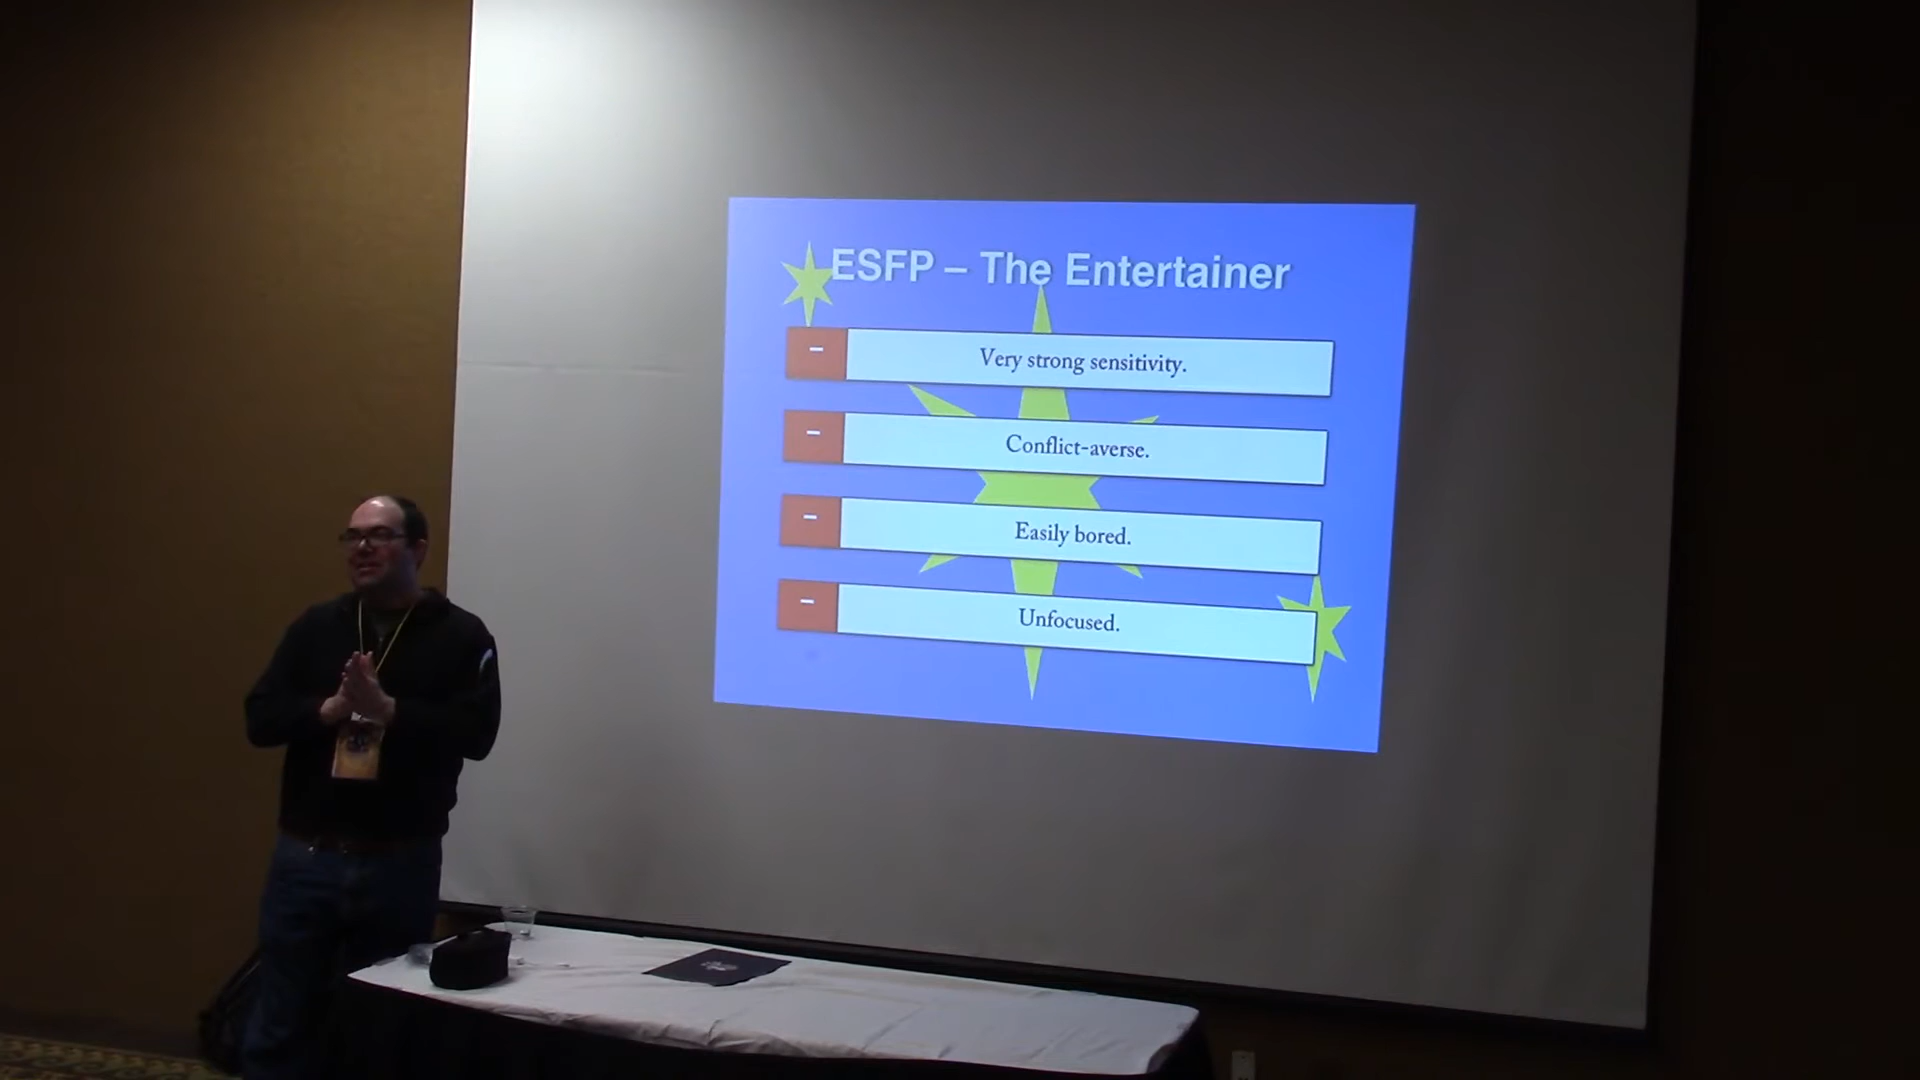 ESFP – The Entertainer
– Very strong sensitivity.
– Conflict-averse.
– Easily bored.
– Unfocused.